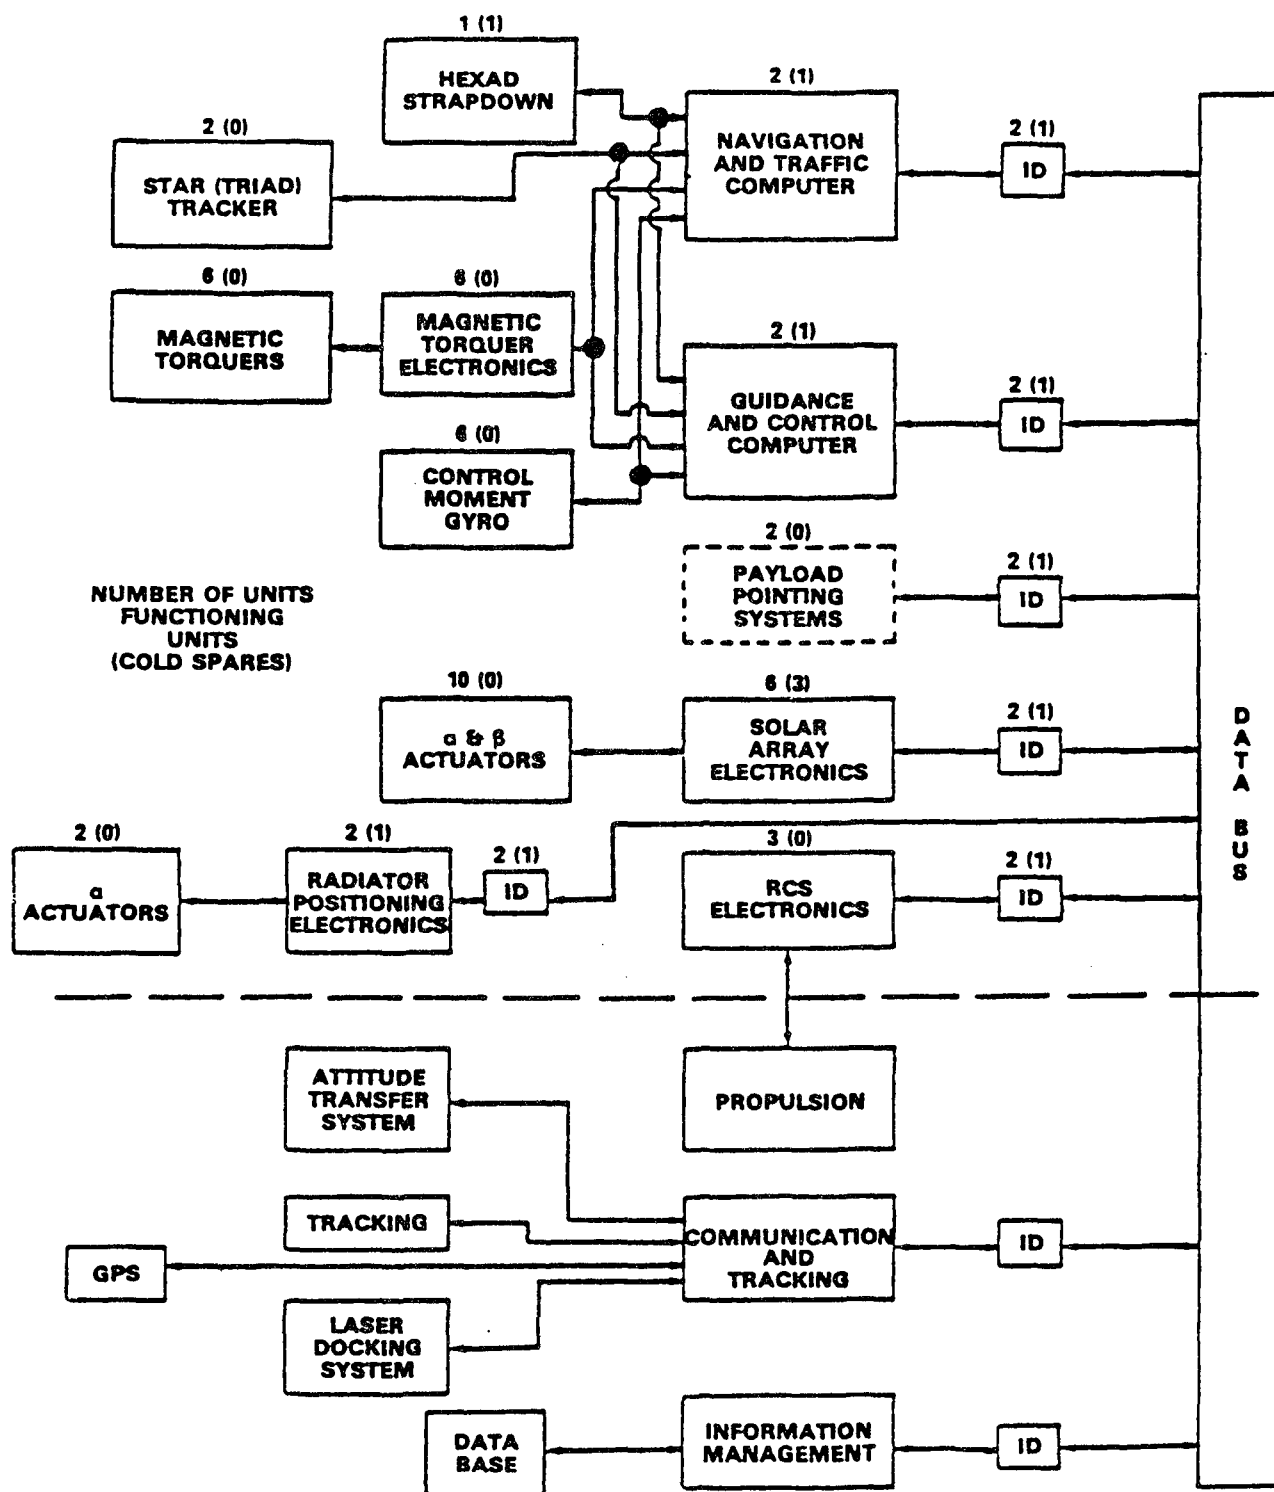 1 (1)
HEXAD
STRAPDOWN
2 (1)
NAVIGATION
AND TRAFFIC
COMPUTER
2 (1)
ID
2 (0)
STAR (TRIAD)
TRACKER
6 (0)
MAGNETIC
TORQUERS
6 (0)
MAGNETIC
TORQUER
ELECTRONICS
2 (1)
GUIDANCE
AND CONTROL
COMPUTER
2 (1)
ID
6 (0)
CONTROL
MOMENT
GYRO
2 (0)
PAYLOAD
POINTING
SYSTEMS
2 (1)
ID
NUMBER OF UNITS
FUNCTIONING
UNITS
(COLD SPARES)
10 (0)
α & β
ACTUATORS
6 (3)
SOLAR
ARRAY
ELECTRONICS
2 (1)
ID
DATA BUS
2 (0)
α
ACTUATORS
2 (1)
RADIATOR
POSITIONING
ELECTRONICS
2 (1)
ID
3 (0)
RCS
ELECTRONICS
2 (1)
ID
ATTITUDE
TRANSFER
SYSTEM
PROPULSION
TRACKING
GPS
LASER
DOCKING
SYSTEM
COMMUNICATION
AND
TRACKING
ID
DATA
BASE
INFORMATION
MANAGEMENT
ID